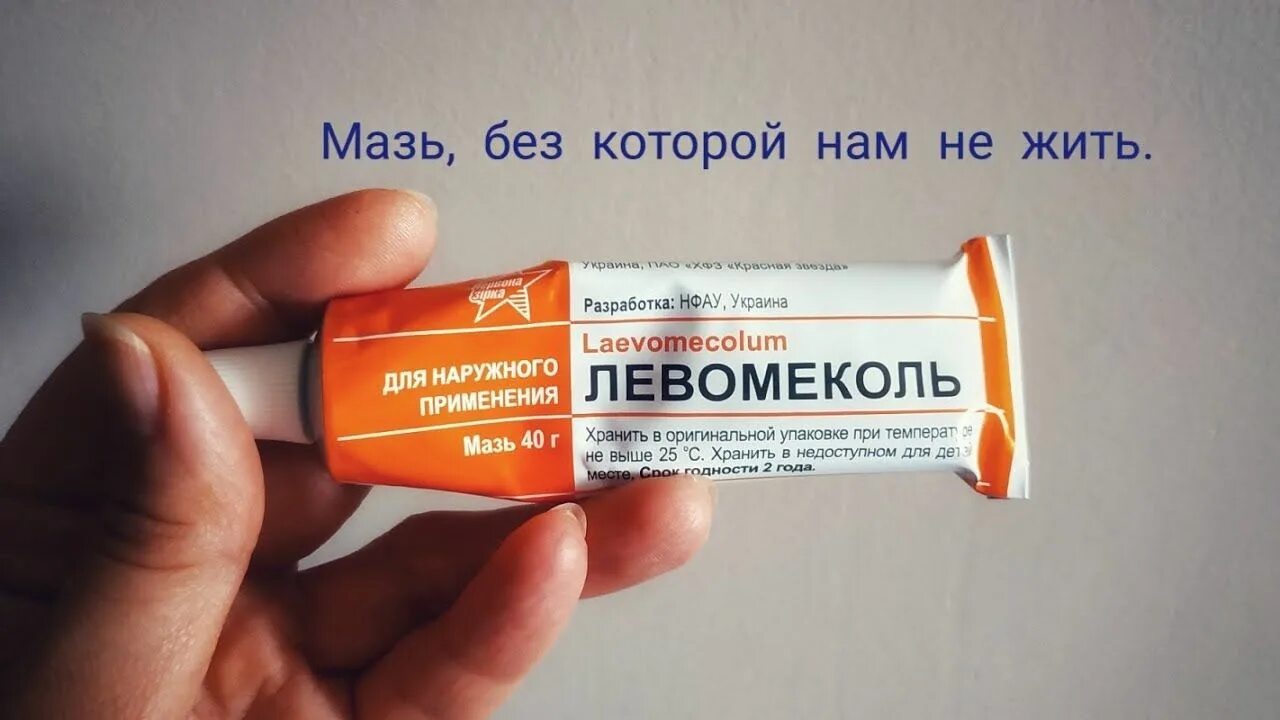 Мазь, без которой нам не жить.
Украина, ПАО «ХФЗ «Красная звезда»
Разработка: НФАУ, Украина
Laevomecolum
ЛЕВОМЕКОЛЬ
Хранить в оригинальной упаковке при температуре
не выше 25 °С. Хранить в недоступном для детей
месте. Срок годности 2 года.
Червона
зірка
ДЛЯ НАРУЖНОГО
ПРИМЕНЕНИЯ
Мазь 40 г